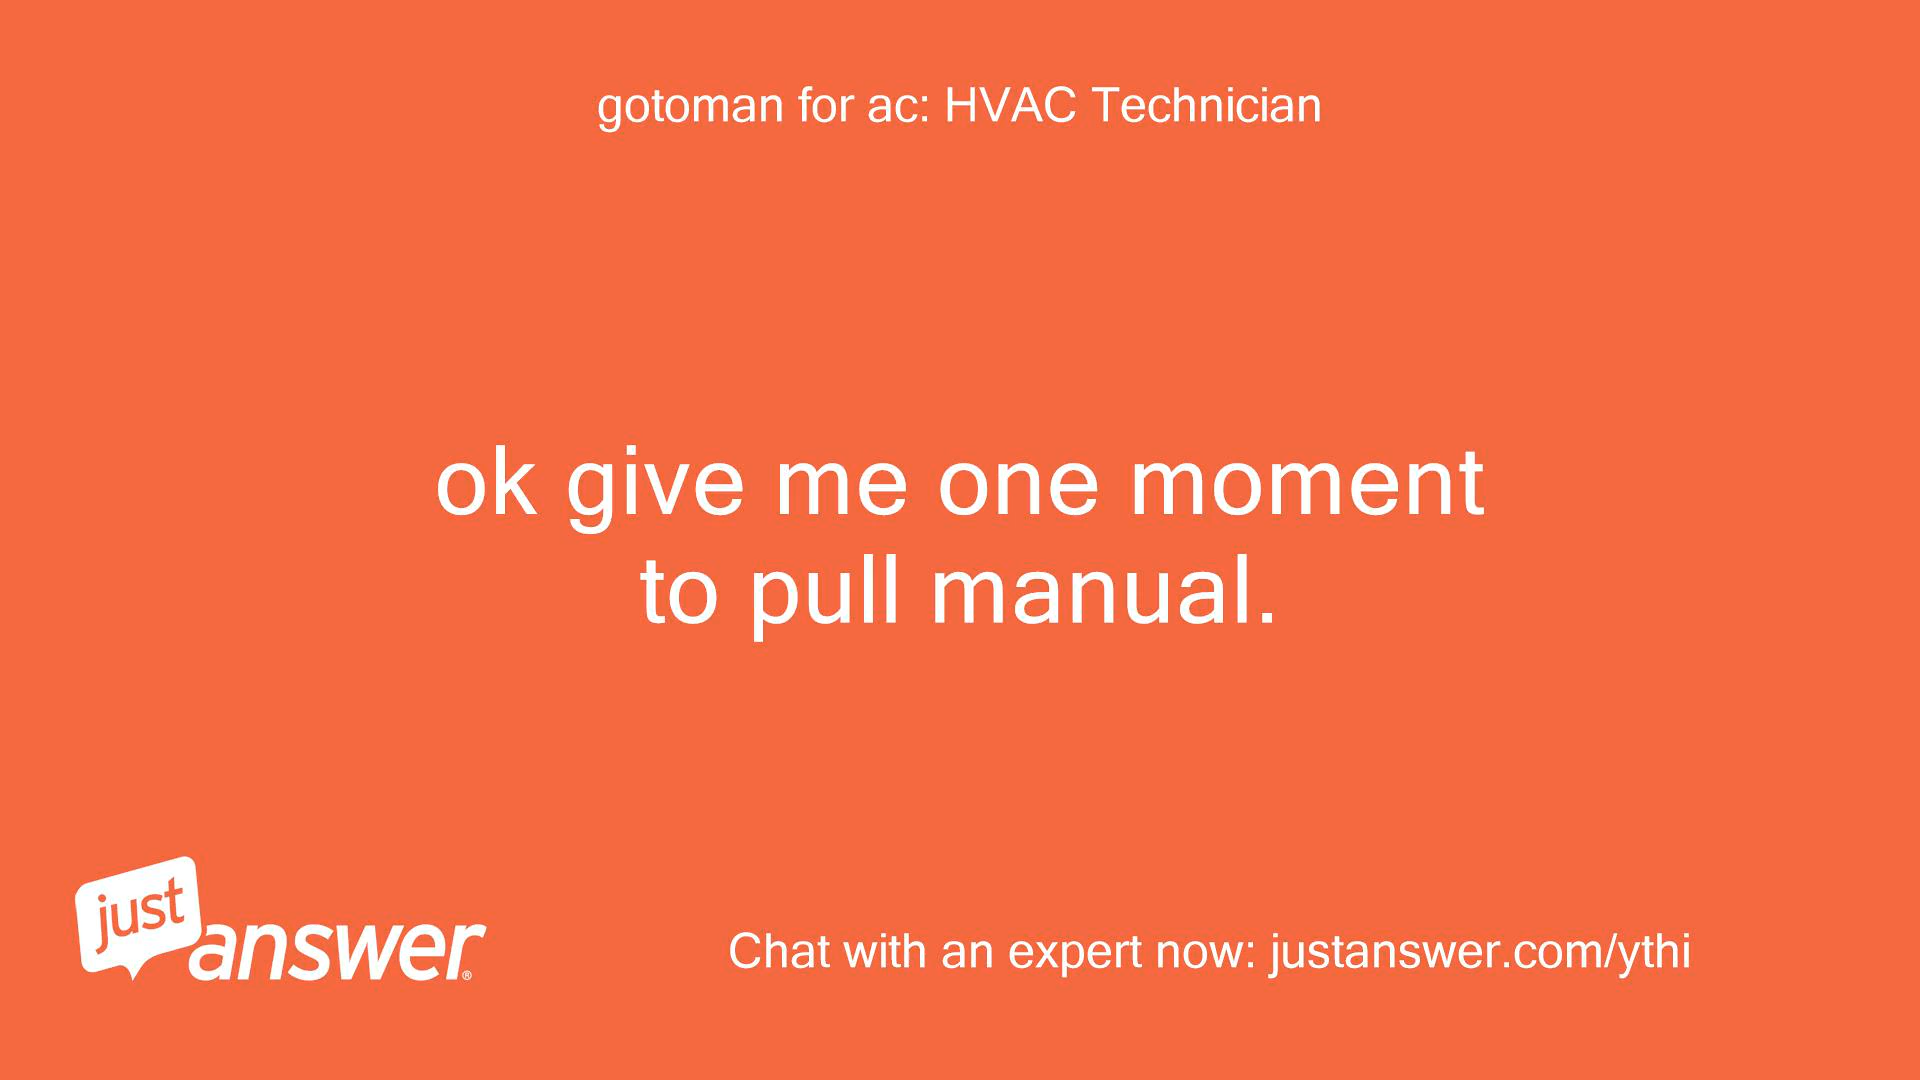 gotoman for ac: HVAC Technician
ok give me one moment
to pull manual.
just
answer®
Chat with an expert now: justanswer.com/ythi